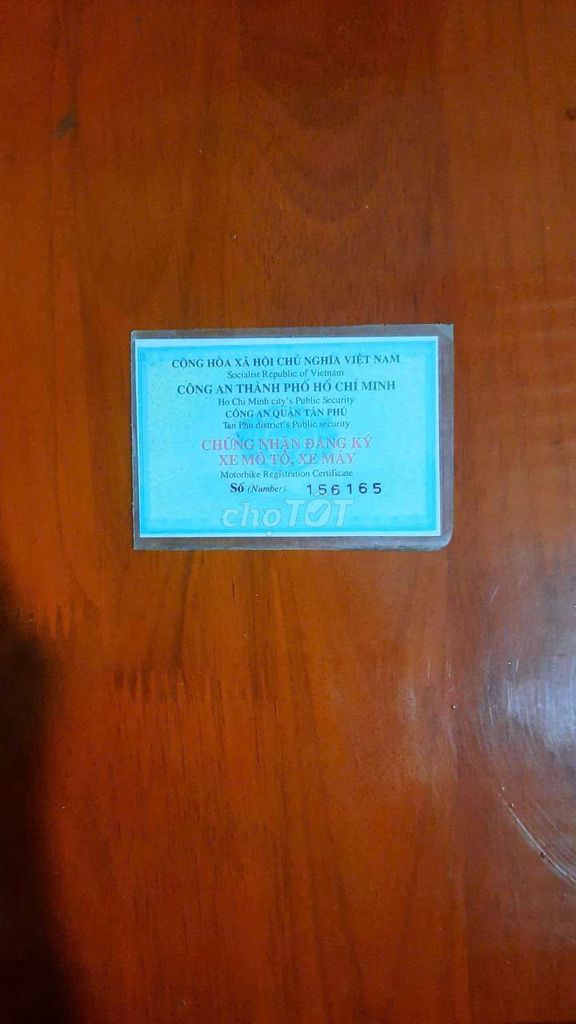 CỘNG HÒA XÃ HỘI CHỦ NGHĨA VIỆT NAM
Socialist Republic of Vietnam
CÔNG AN THÀNH PHỐ HỒ CHÍ MINH
Ho Chi Minh city's Public Security
CÔNG AN QUẬN TÂN PHÚ
Tan Phu district's Public security
CHỨNG NHẬN ĐĂNG KÝ
XE MÔ TÔ, XE MÁY
Motorbike Registration Certificate
Số (Number): 156165
chợTỐT